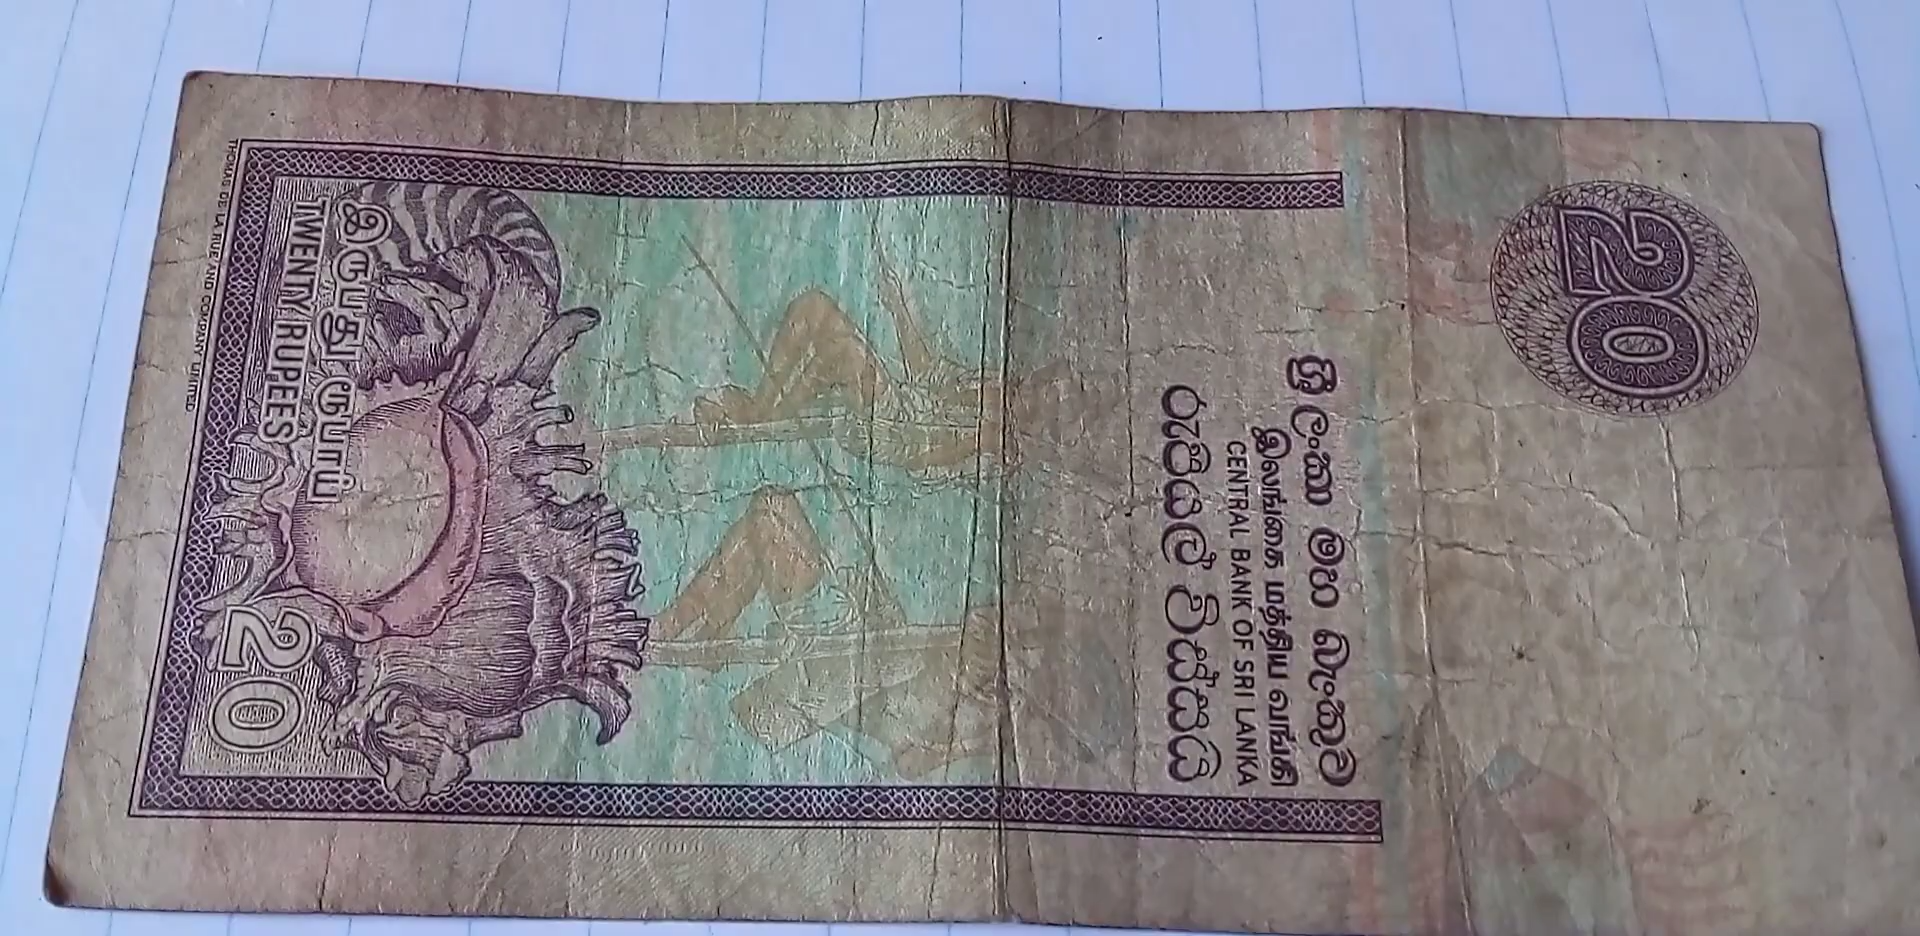 20
ශ්‍රී ලංකා මහ බැංකුව
இலங்கை மத்திய வங்கி
CENTRAL BANK OF SRI LANKA
රුපියල් විස්සයි
இருபது ரூபாய்
TWENTY RUPEES
20
THOMAS DE LA RUE AND COMPANY LIMITED